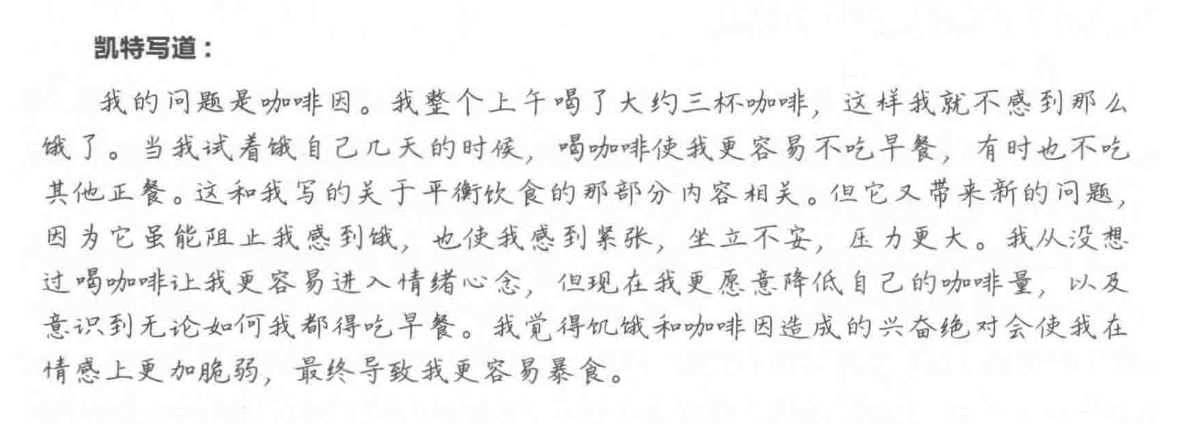 凯特写道：
我的问题是咖啡因。我整个上午喝了大约三杯咖啡，这样我就不感到那么
饿了。当我试着饿自己几天的时候，喝咖啡使我更容易不吃早餐，有时也不吃
其他正餐。这和我写的关于平衡饮食的那部分内容相关。但它又带来新的问题，
因为它虽能阻止我感到饿，也使我感到紧张，坐立不安，压力更大。我从没想
过喝咖啡让我更容易进入情绪心念，但现在我更愿意降低自己的咖啡量，以及
意识到无论如何我都得吃早餐。我觉得饥饿和咖啡因造成的兴奋绝对会使我在
情感上更加脆弱，最终导致我更容易暴食。